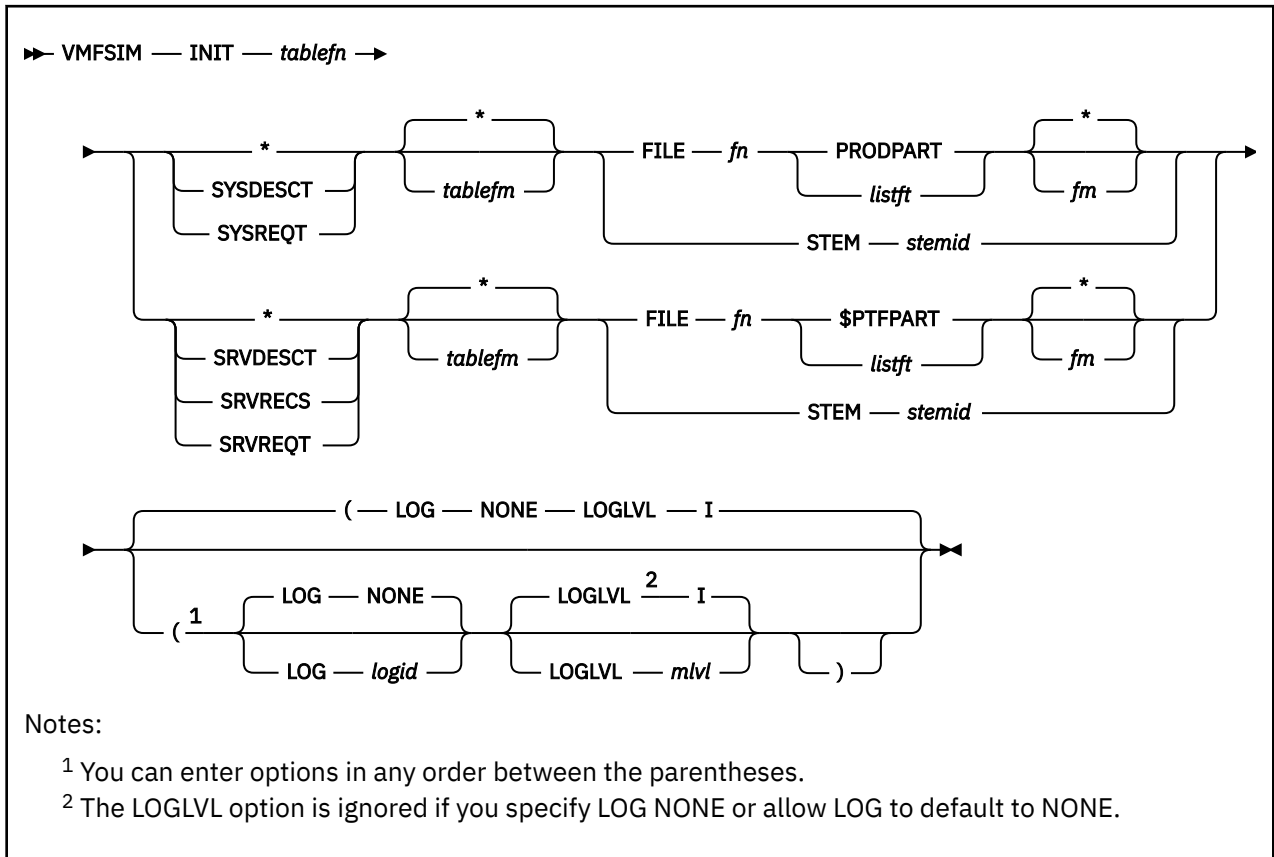 VMFSIM INIT tablefn
* *
* * FILE fn PRODPART
SYSDESCT tablefm listft fm
SYSREQT STEM stemid
* *
* FILE fn $PTFPART
SRVDESCT tablefm listft fm
SRVRECS STEM stemid
SRVREQT
( LOG NONE LOGLVL I
LOG NONE LOGLVL 2 I
( 1
LOG logid LOGLVL mlvl )
Notes:
1 You can enter options in any order between the parentheses.
2 The LOGLVL option is ignored if you specify LOG NONE or allow LOG to default to NONE.